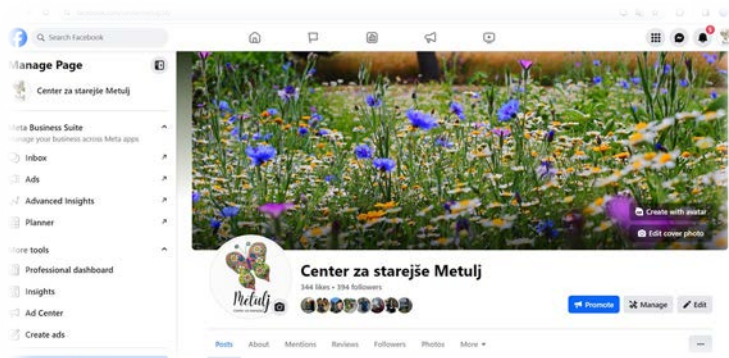 Search Facebook
Manage Page
Center za starejše Metulj
Meta Business Suite
Manage your business across Meta apps
Inbox
Ads
Advanced Insights
Planner
More tools
Professional dashboard
Insights
Ad Center
Create ads
Create with avatar
Edit cover photo
Metulj
Center za starejše Metulj
344 likes • 394 followers
Promote
Manage
Edit
Posts About Mentions Reviews Followers Photos More